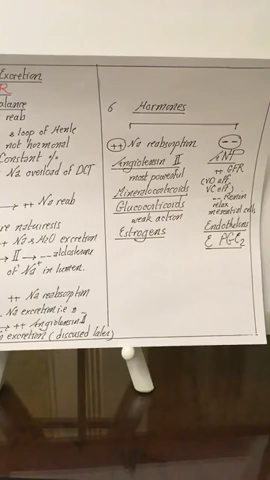 Excretion
R
alance
reab
& loop of Henle
not hormonal
Constant %
Na overload of DCT
→ ++ Na reab
re natriuresis
+ Na & H2O excretion
→ II → -- aldosterone
of Na+ in lumen.
++ Na reabsorption
Na excretion i.e
→ ++ Angiotensin II
excretion (discussed later)
6 Hormones
++ Na reabsorption
Angiotensin II
most powerful
Mineralocorticoids
Glucocorticoids
weak action
Estrogens
--
ANP
++ GFR
(VD aff,
VC eff)
-- Renin
relax
mesangial cells
Endothelins
& PGE2